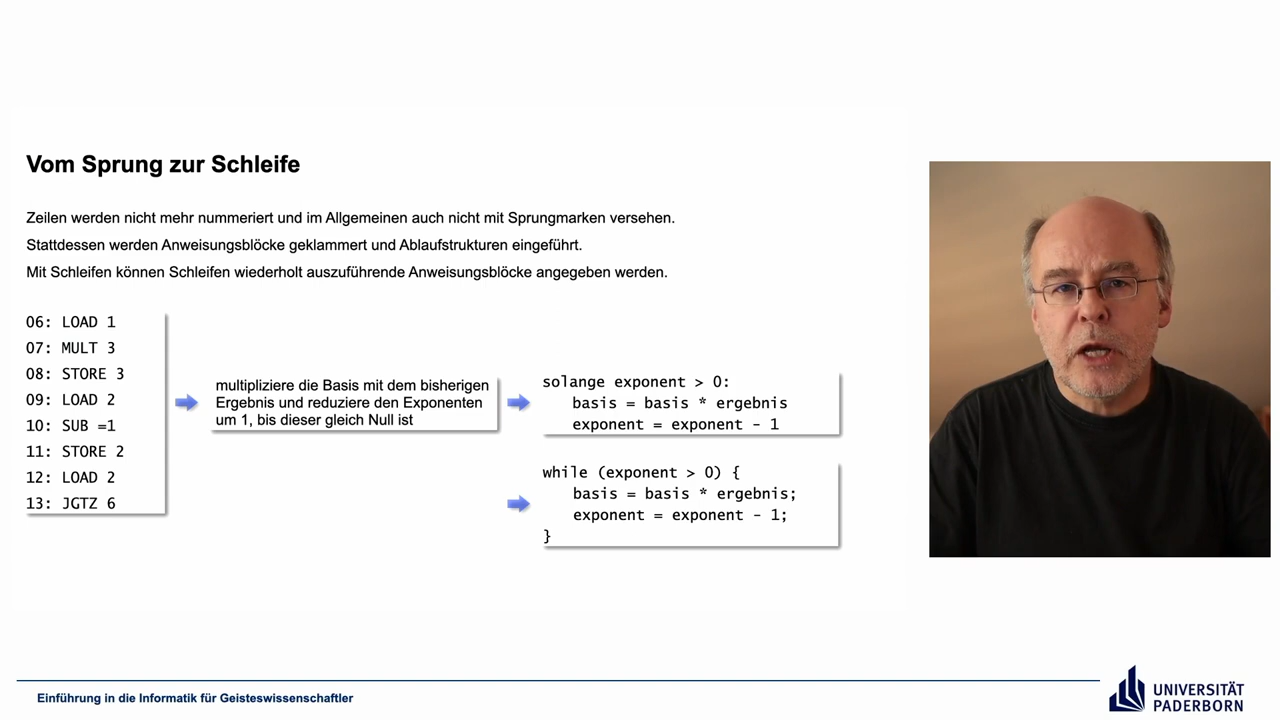 Vom Sprung zur Schleife
Zeilen werden nicht mehr nummeriert und im Allgemeinen auch nicht mit Sprungmarken versehen.
Stattdessen werden Anweisungsblöcke geklammert und Ablaufstrukturen eingeführt.
Mit Schleifen können Schleifen wiederholt auszuführende Anweisungsblöcke angegeben werden.
06: LOAD 1
07: MULT 3
08: STORE 3
09: LOAD 2
10: SUB =1
11: STORE 2
12: LOAD 2
13: JGTZ 6
multipliziere die Basis mit dem bisherigen
Ergebnis und reduziere den Exponenten
um 1, bis dieser gleich Null ist
solange exponent > 0:
basis = basis * ergebnis
exponent = exponent - 1
while (exponent > 0) {
basis = basis * ergebnis;
exponent = exponent - 1;
}
Einführung in die Informatik für Geisteswissenschaftler
UNIVERSITÄT
PADERBORN